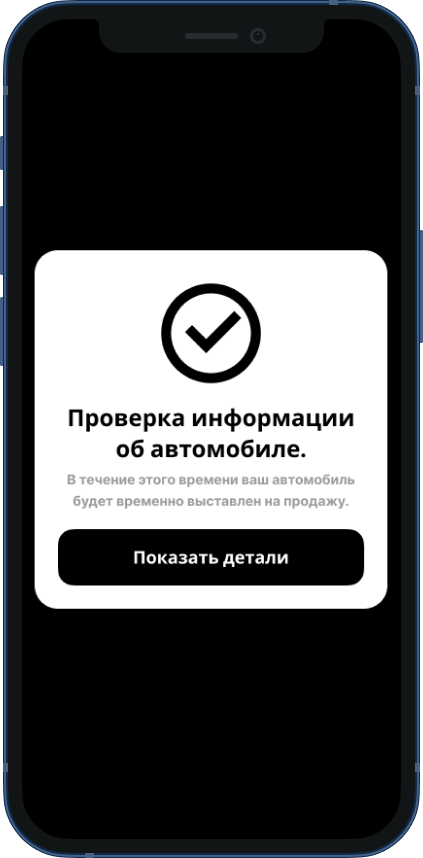 Проверка информации
об автомобиле.
В течение этого времени ваш автомобиль
будет временно выставлен на продажу.
Показать детали